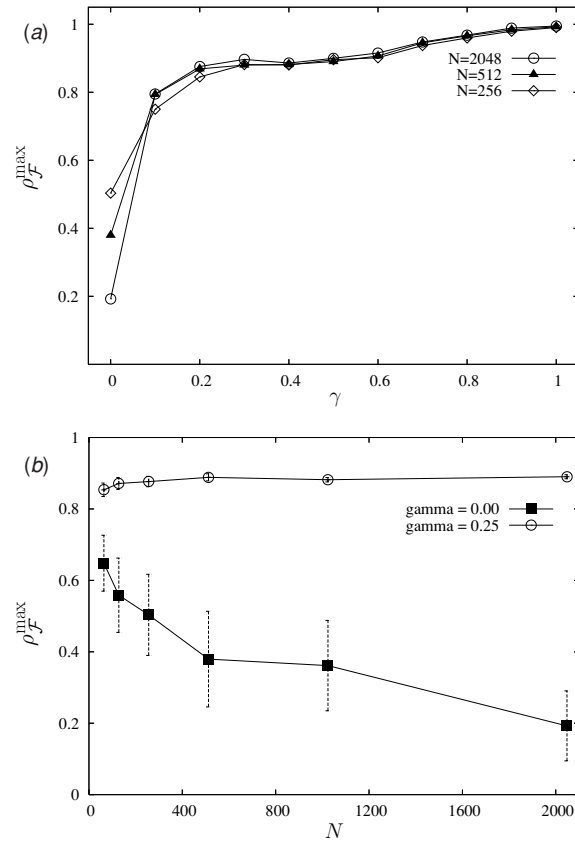 (a)
1
0.8
0.6
0.4
0.2
ρ_F^max
N=2048
N=512
N=256
0 0.2 0.4 0.6 0.8 1
γ
(b)
1
0.8
0.6
0.4
0.2
0
ρ_F^max
gamma = 0.00
gamma = 0.25
0 400 800 1200 1600 2000
N